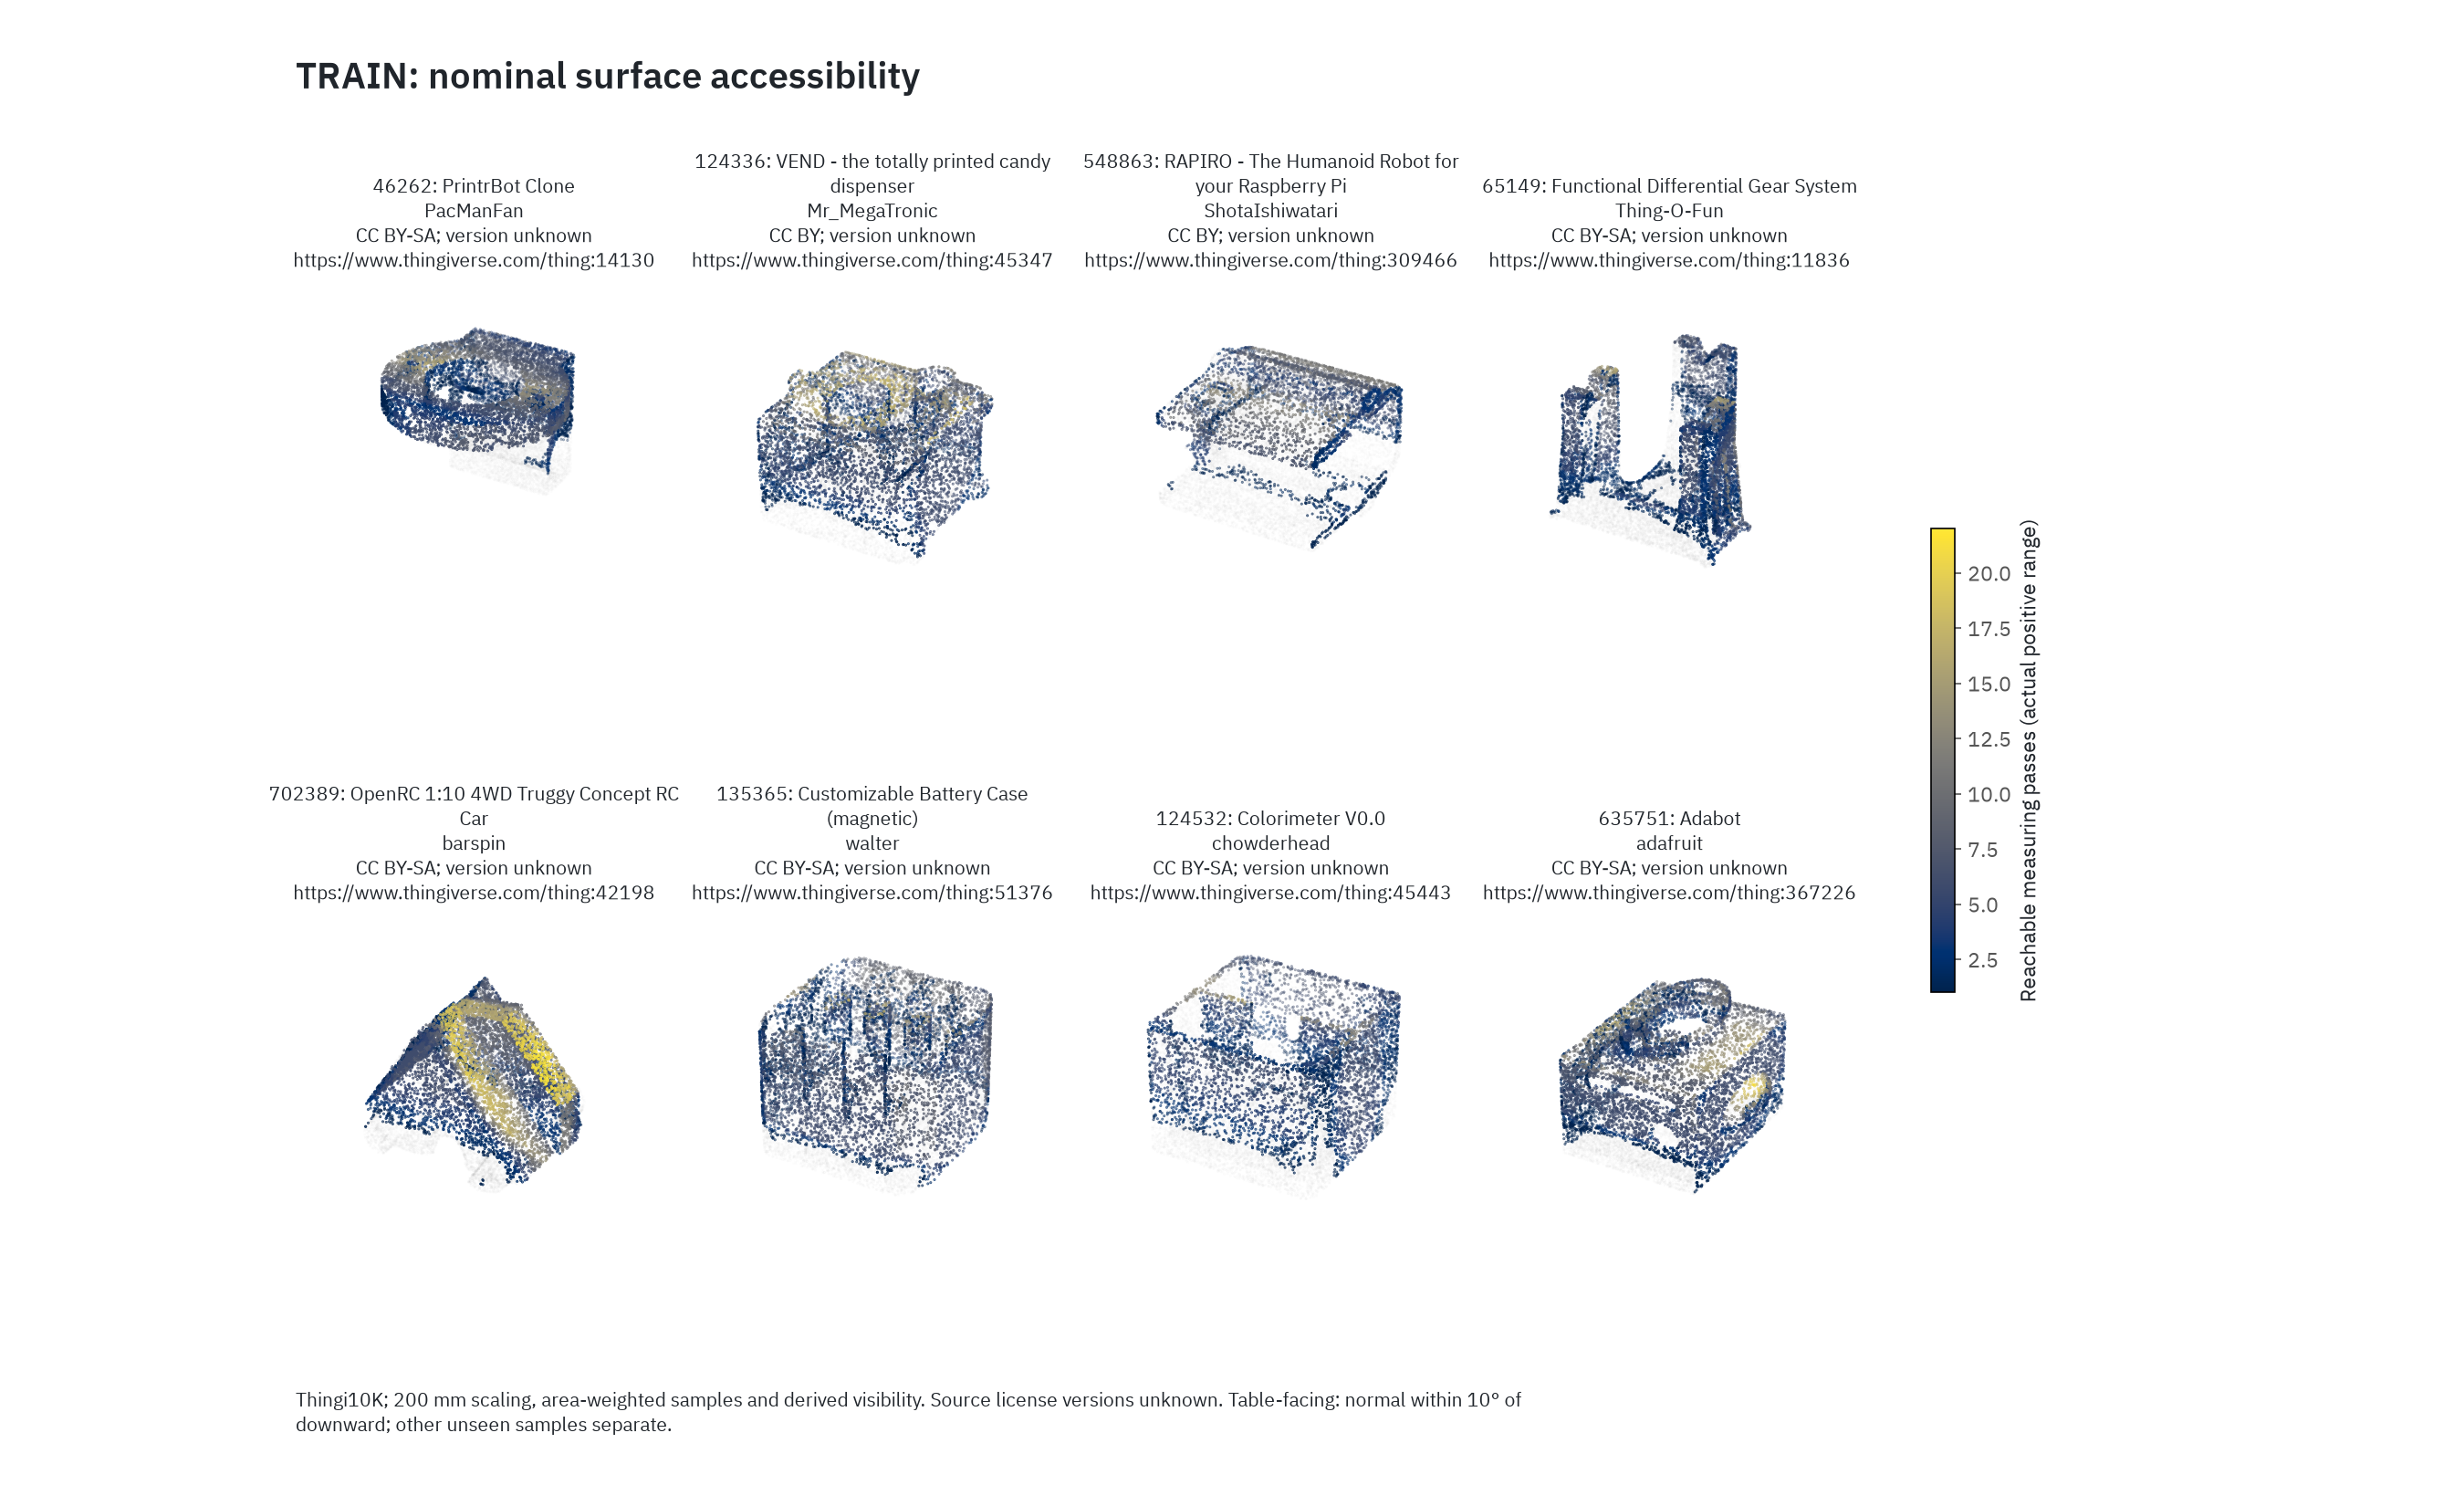 TRAIN: nominal surface accessibility
46262: PrintrBot Clone
PacManFan
CC BY-SA; version unknown
https://www.thingiverse.com/thing:14130
124336: VEND - the totally printed candy
dispenser
Mr_MegaTronic
CC BY; version unknown
https://www.thingiverse.com/thing:45347
548863: RAPIRO - The Humanoid Robot for
your Raspberry Pi
ShotaIshiwatari
CC BY; version unknown
https://www.thingiverse.com/thing:309466
65149: Functional Differential Gear System
Thing-O-Fun
CC BY-SA; version unknown
https://www.thingiverse.com/thing:11836
702389: OpenRC 1:10 4WD Truggy Concept RC
Car
barspin
CC BY-SA; version unknown
https://www.thingiverse.com/thing:42198
135365: Customizable Battery Case
(magnetic)
walter
CC BY-SA; version unknown
https://www.thingiverse.com/thing:51376
124532: Colorimeter V0.0
chowderhead
CC BY-SA; version unknown
https://www.thingiverse.com/thing:45443
635751: Adabot
adafruit
CC BY-SA; version unknown
https://www.thingiverse.com/thing:367226
20.0
17.5
15.0
12.5
10.0
7.5
5.0
2.5
Reachable measuring passes (actual positive range)
Thingi10K; 200 mm scaling, area-weighted samples and derived visibility. Source license versions unknown. Table-facing: normal within 10° of
downward; other unseen samples separate.